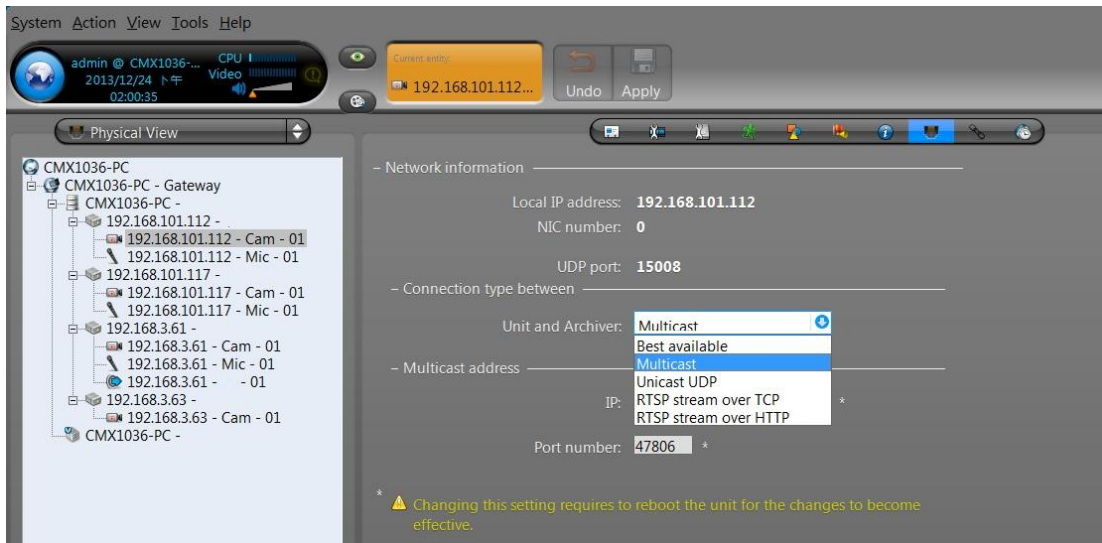 System Action View Tools Help
admin @ CMX1036-... CPU
2013/12/24 下午 Video
02:00:35
Current entity:
192.168.101.112...
Undo Apply
Physical View
CMX1036-PC
CMX1036-PC - Gateway
CMX1036-PC -
192.168.101.112 -
192.168.101.112 - Cam - 01
192.168.101.112 - Mic - 01
192.168.101.117 -
192.168.101.117 - Cam - 01
192.168.101.117 - Mic - 01
192.168.3.61 -
192.168.3.61 - Cam - 01
192.168.3.61 - Mic - 01
192.168.3.61 - - 01
192.168.3.63 -
192.168.3.63 - Cam - 01
CMX1036-PC -
– Network information
Local IP address: 192.168.101.112
NIC number: 0
UDP port: 15008
– Connection type between
Unit and Archiver: Multicast
Best available
Multicast
Unicast UDP
RTSP stream over TCP
RTSP stream over HTTP
– Multicast address
IP: *
Port number: 47806 *
* Changing this setting requires to reboot the unit for the changes to become
effective.